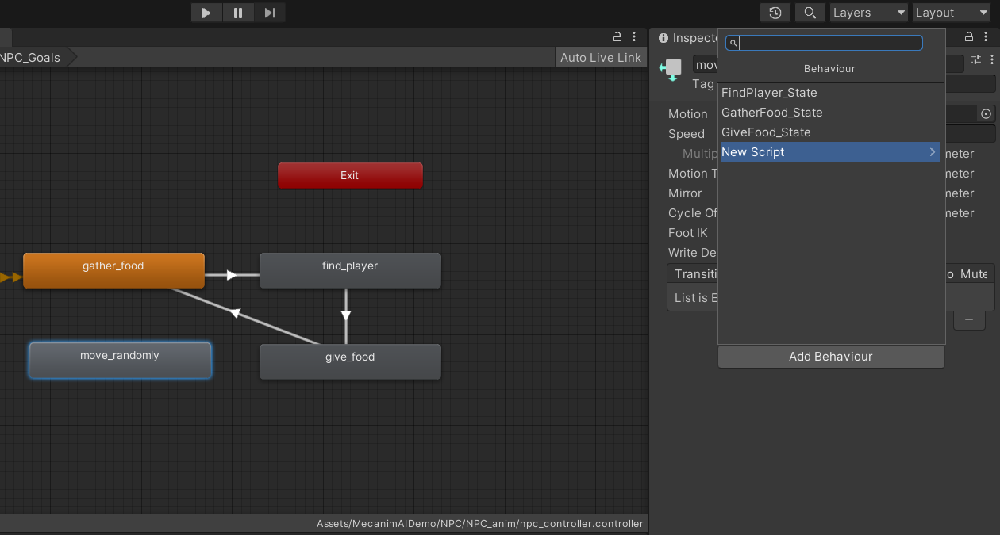 Layers
Layout
NPC_Goals
Auto Live Link
Exit
gather_food
find_player
move_randomly
give_food
Assets/MecanimAIDemo/NPC/NPC_anim/npc_controller.controller
Inspecto
mov
Tag
Motion
Speed
Multip
meter
Motion T
meter
Mirror
meter
Cycle Of
meter
Foot IK
Write De
Transiti
o Mute
List is E
Behaviour
FindPlayer_State
GatherFood_State
GiveFood_State
New Script
Add Behaviour